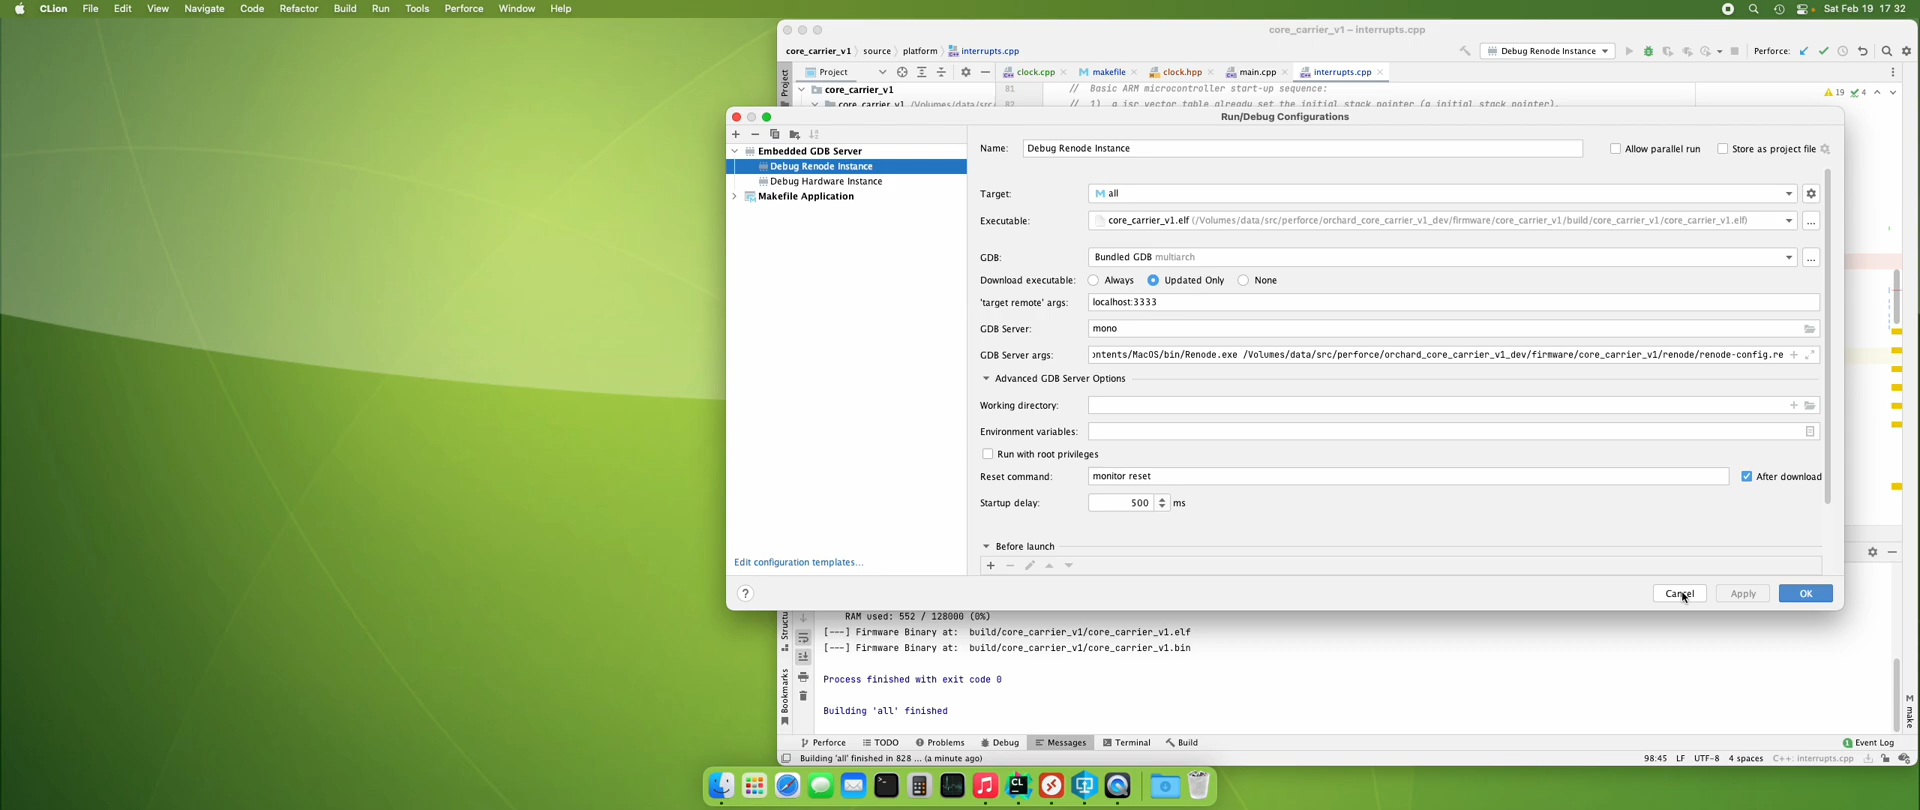 CLion File Edit View Navigate Code Refactor Build Run Tools Perforce Window Help Sat Feb 19 17 32
core_carrier_v1 – interrupts.cpp
core_carrier_v1 source platform interrupts.cpp Debug Renode Instance Perforce:
Project Project clock.cpp makefile clock.hpp main.cpp interrupts.cpp
core_carrier_v1 81 // Basic ARM microcontroller start-up sequence: 19 4
82
Run/Debug Configurations
Embedded GDB Server
Debug Renode Instance
Debug Hardware Instance
Makefile Application
Edit configuration templates...
Name: Debug Renode Instance Allow parallel run Store as project file
Target: M all
Executable: core_carrier_v1.elf (/Volumes/data/src/perforce/orchard_core_carrier_v1_dev/firmware/core_carrier_v1/build/core_carrier_v1/core_carrier_v1.elf) ...
GDB: Bundled GDB multiarch ...
Download executable: Always Updated Only None
'target remote' args: localhost:3333
GDB Server: mono
GDB Server args: ontents/MacOS/bin/Renode.exe /Volumes/data/src/perforce/orchard_core_carrier_v1_dev/firmware/core_carrier_v1/renode/renode-config.re
Advanced GDB Server Options
Working directory:
Environment variables:
Run with root privileges
Reset command: monitor reset After download
Startup delay: 500 ms
Before launch
? Cancel Apply OK
RAM used: 552 / 128000 (0%)
[---] Firmware Binary at: build/core_carrier_v1/core_carrier_v1.elf
[---] Firmware Binary at: build/core_carrier_v1/core_carrier_v1.bin
Process finished with exit code 0
Building 'all' finished
Bookmarks
M make
Perforce TODO Problems Debug Messages Terminal Build 1 Event Log
Building 'all' finished in 828 ... (a minute ago) 98:45 LF UTF-8 4 spaces C++: interrupts.cpp